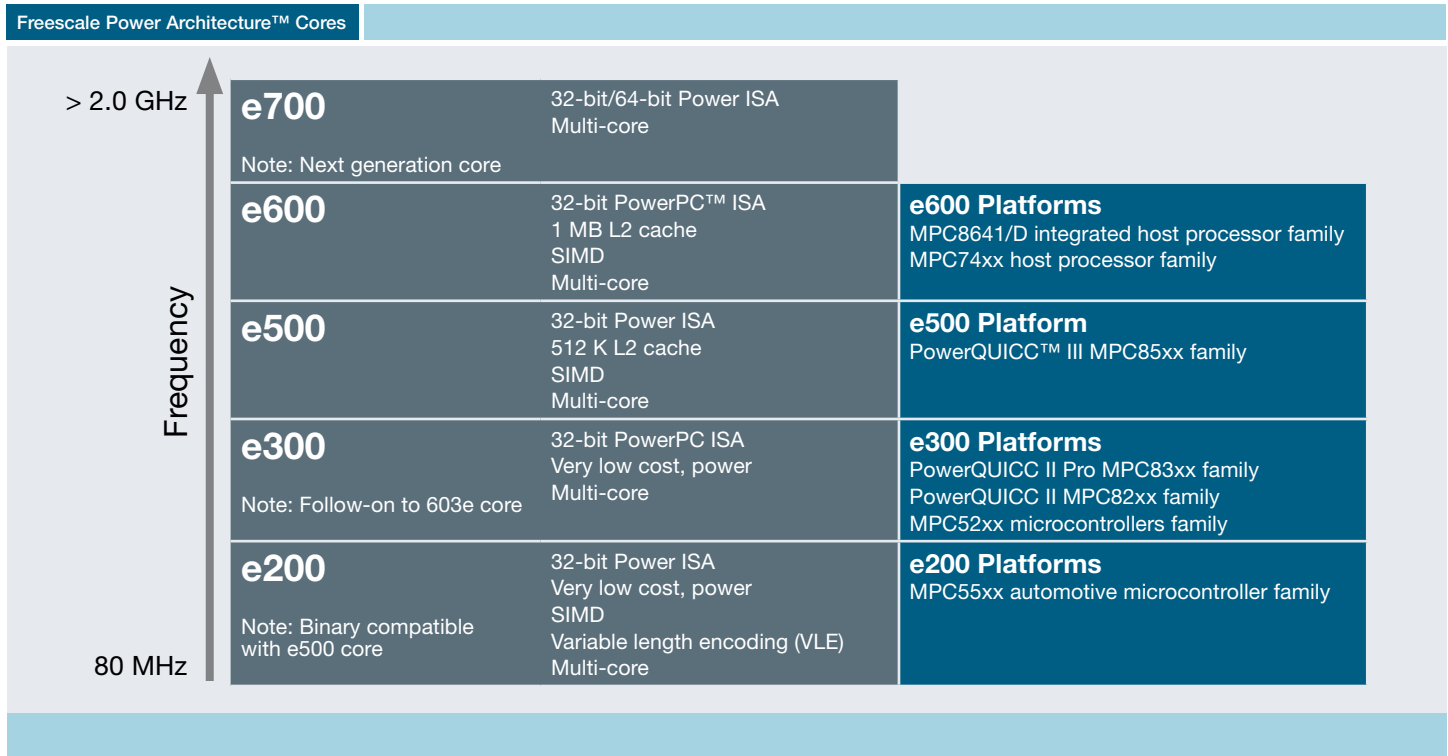 Freescale Power Architecture™ Cores
> 2.0 GHz
Frequency
80 MHz
e700
Note: Next generation core
32-bit/64-bit Power ISA
Multi-core
e600
32-bit PowerPC™ ISA
1 MB L2 cache
SIMD
Multi-core
e600 Platforms
MPC8641/D integrated host processor family
MPC74xx host processor family
e500
32-bit Power ISA
512 K L2 cache
SIMD
Multi-core
e500 Platform
PowerQUICC™ III MPC85xx family
e300
Note: Follow-on to 603e core
32-bit PowerPC ISA
Very low cost, power
Multi-core
e300 Platforms
PowerQUICC II Pro MPC83xx family
PowerQUICC II MPC82xx family
MPC52xx microcontrollers family
e200
Note: Binary compatible
with e500 core
32-bit Power ISA
Very low cost, power
SIMD
Variable length encoding (VLE)
Multi-core
e200 Platforms
MPC55xx automotive microcontroller family